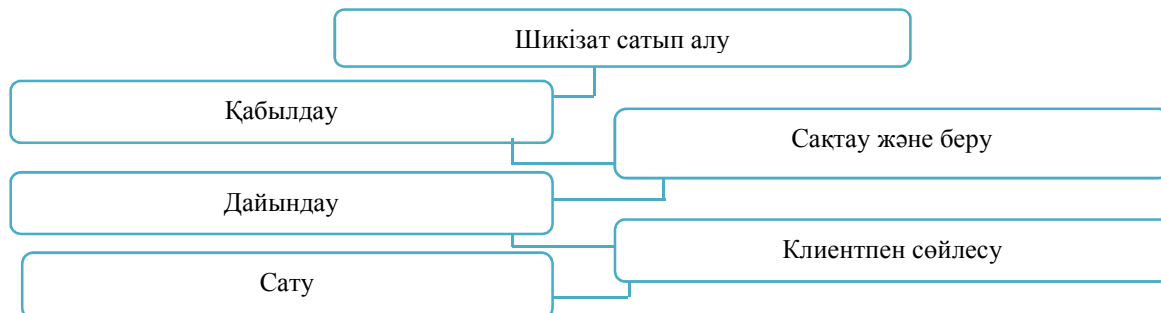 Шикізат сатып алу
Қабылдау
Сақтау және беру
Дайындау
Клиентпен сөйлесу
Сату